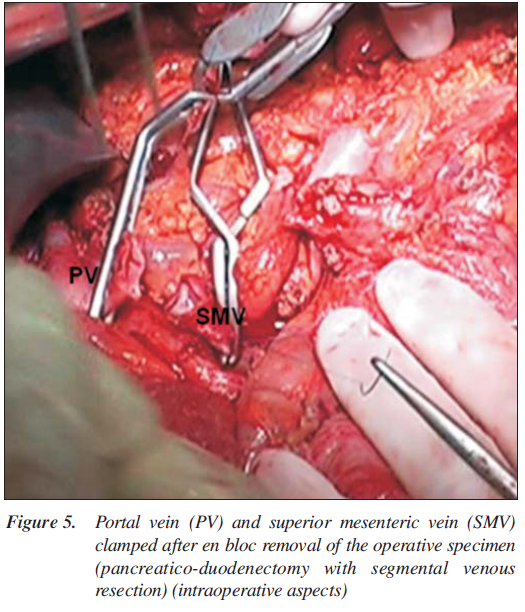 PV
SMV
Figure 5. Portal vein (PV) and superior mesenteric vein (SMV)
clamped after en bloc removal of the operative specimen
(pancreatico-duodenectomy with segmental venous
resection) (intraoperative aspects)